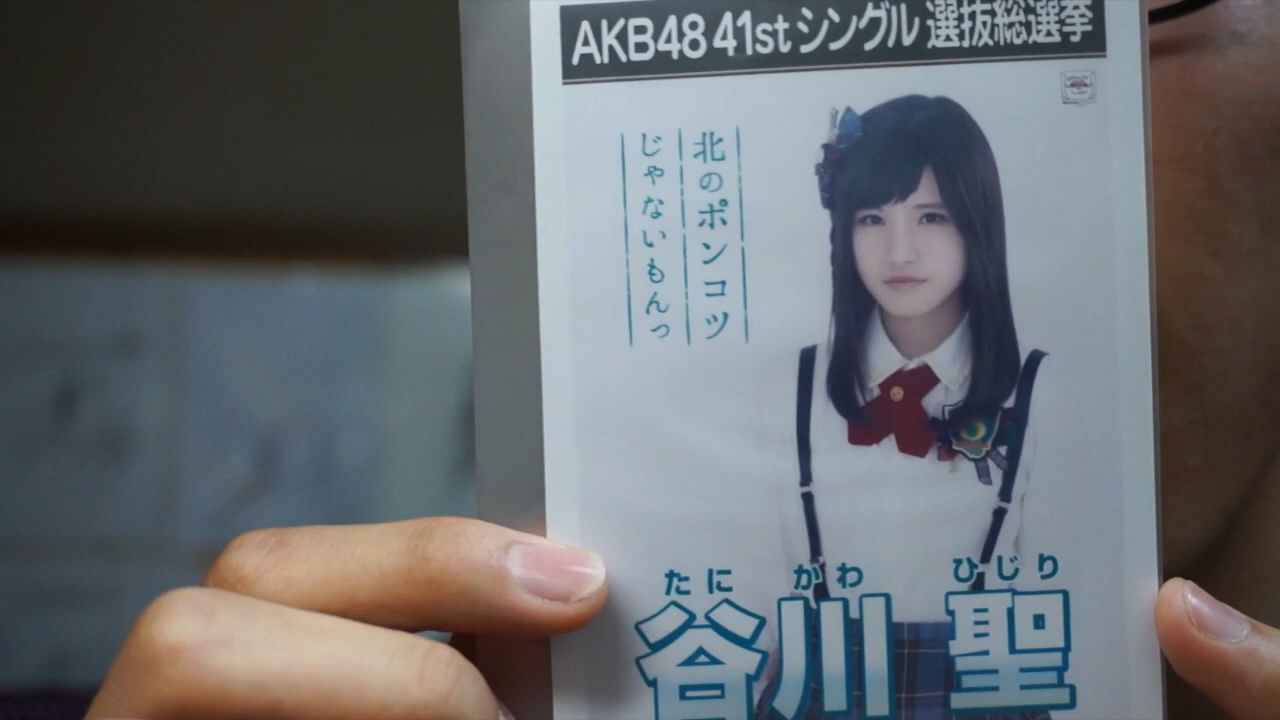 AKB48 41stシングル 選抜総選挙
北のポンコツ
じゃないもんっ
たに がわ ひじり
谷川 聖